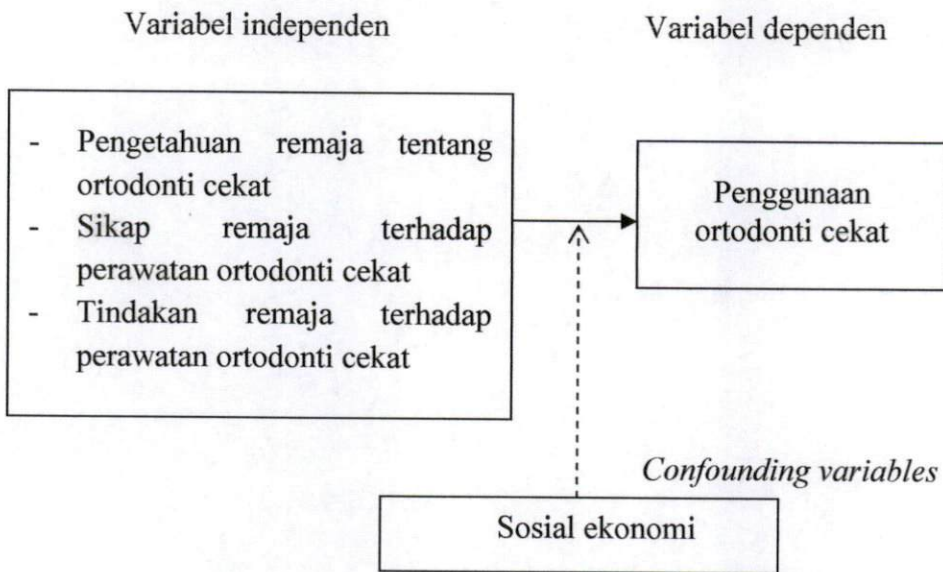 Variabel independen
Variabel dependen
- Pengetahuan remaja tentang
ortodonti cekat
- Sikap remaja terhadap
perawatan ortodonti cekat
- Tindakan remaja terhadap
perawatan ortodonti cekat
Penggunaan
ortodonti cekat
Confounding variables
Sosial ekonomi